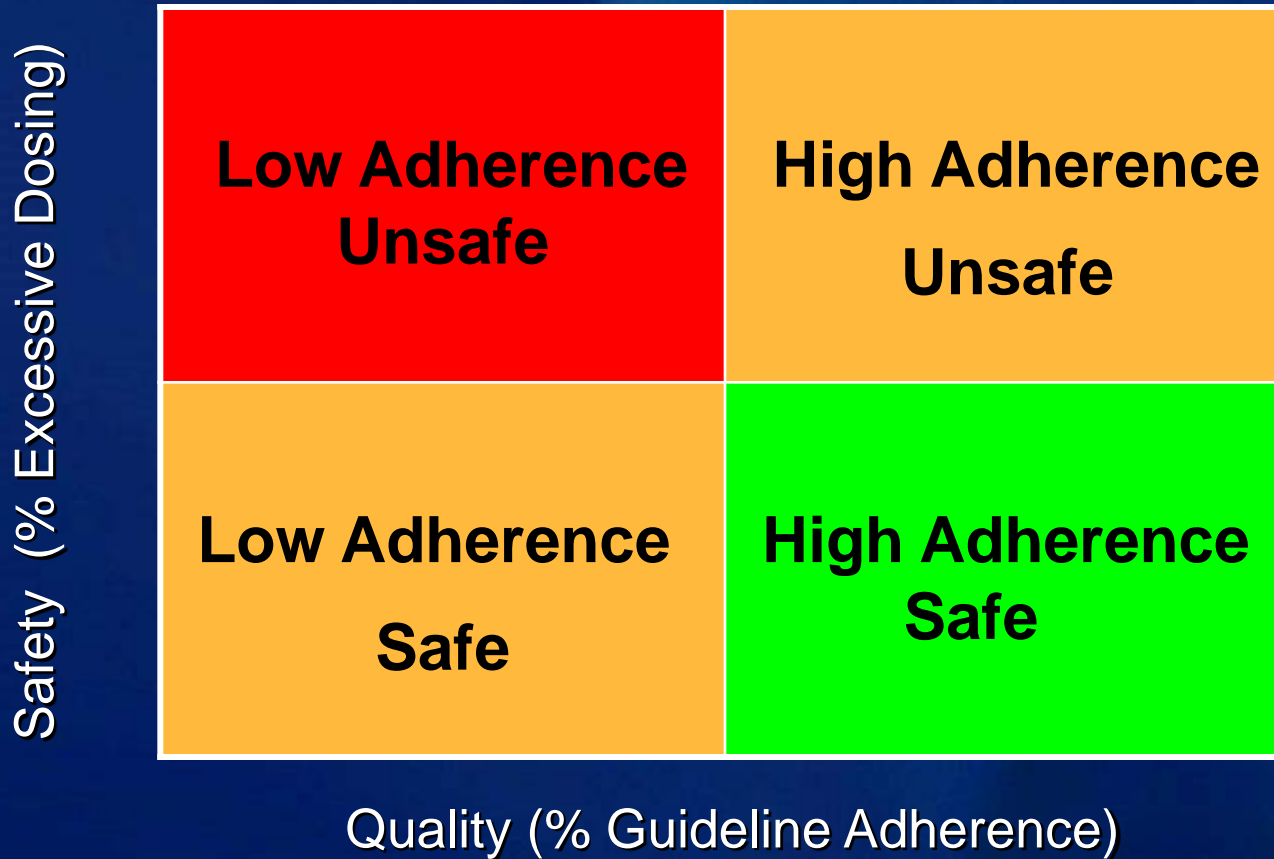 Safety (% Excessive Dosing)
Low Adherence
Unsafe
High Adherence
Unsafe
Low Adherence
Safe
High Adherence
Safe
Quality (% Guideline Adherence)